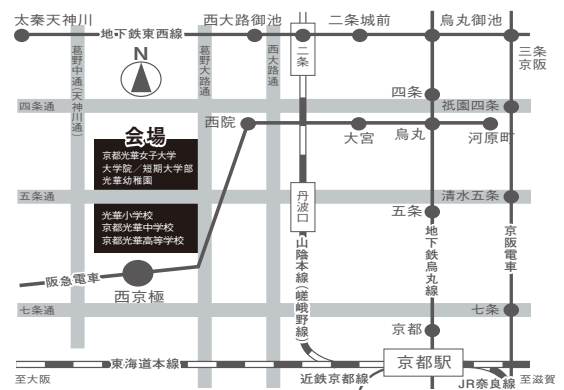 太秦天神川
西大路御池
二条城前
烏丸御池
地下鉄東西線
二条
三条
京阪
N
葛野中通(天神川通)
葛野大路通
西大路通
四条
四条通
祇園四条
会場
西院
大宮
烏丸
河原町
京都光華女子大学
大学院/短期大学部
光華幼稚園
丹波口
五条通
清水五条
五条
光華小学校
京都光華中学校
京都光華高等学校
山陰本線(嵯峨野線)
地下鉄烏丸線
京阪電車
阪急電車
西京極
七条通
七条
京都
東海道本線
京都駅
至大阪
近鉄京都線
JR奈良線
至滋賀